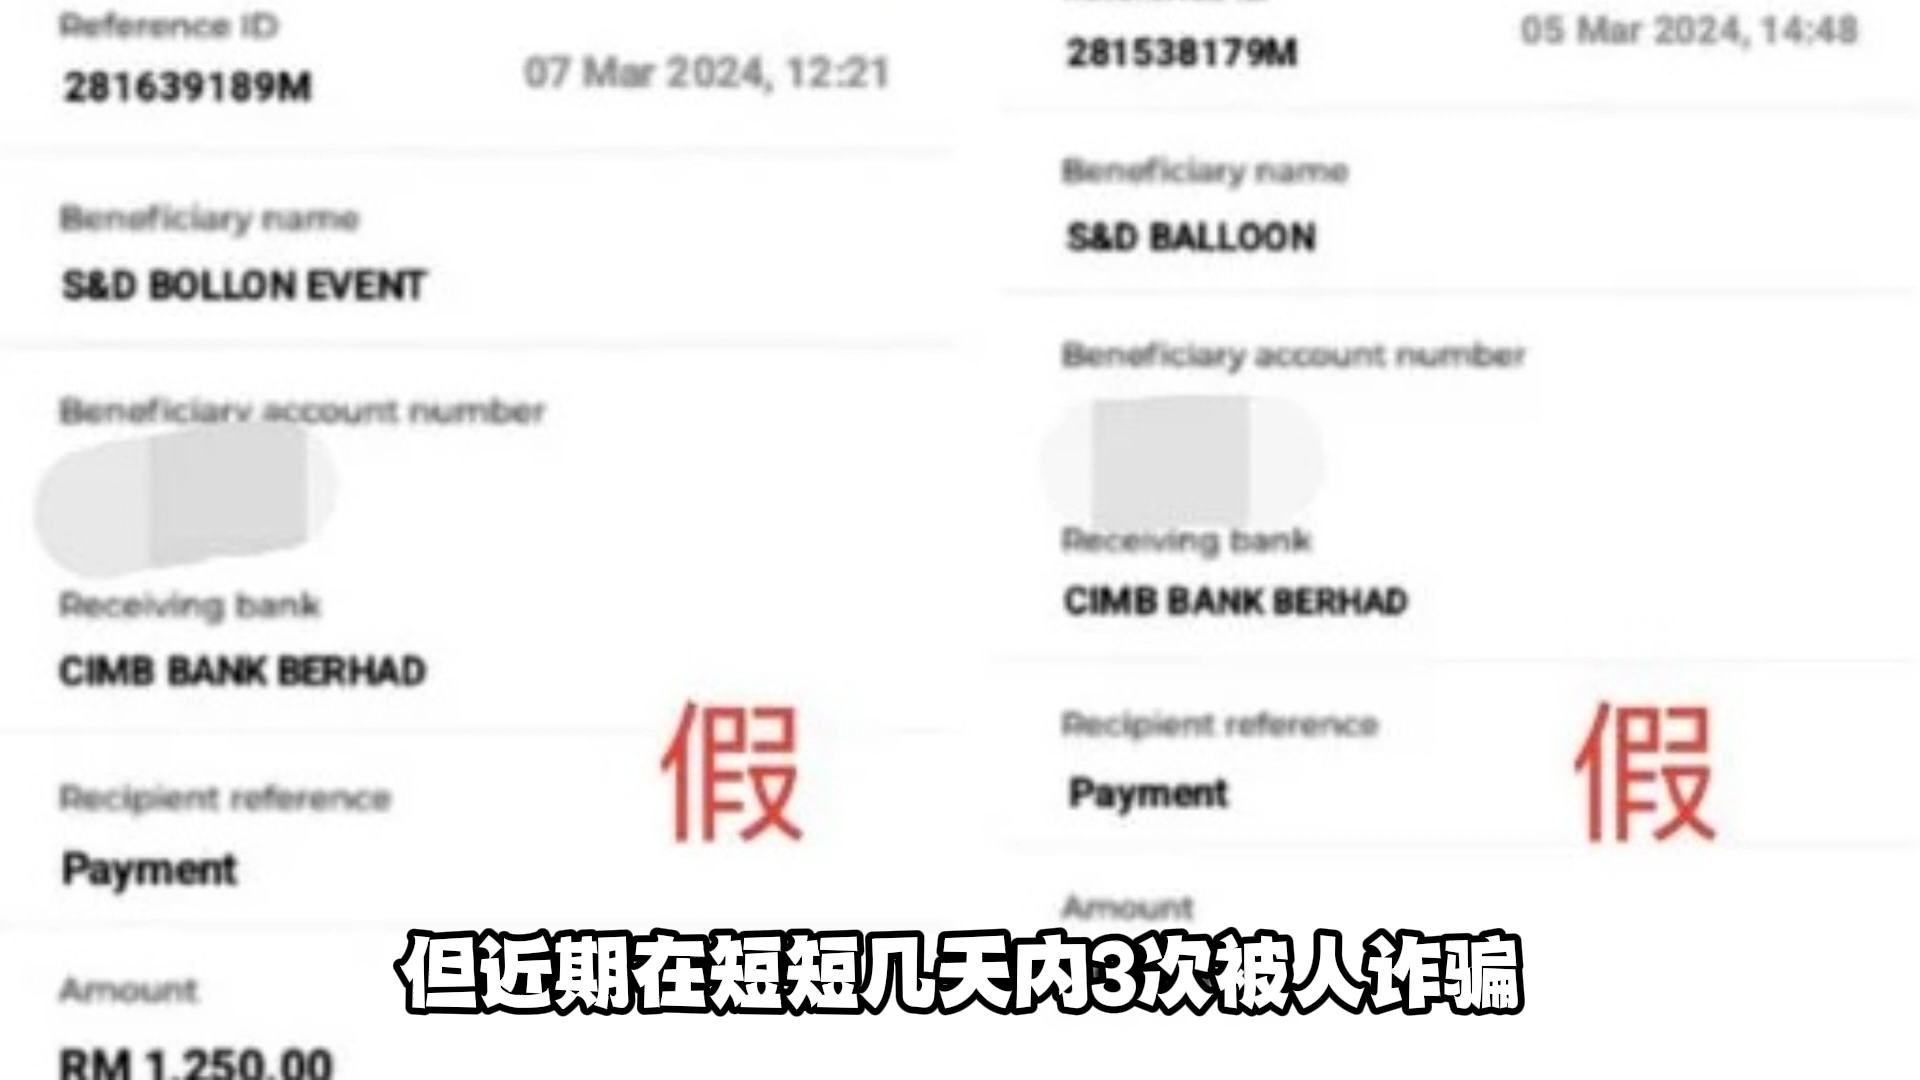 Reference ID
281639189M
07 Mar 2024, 12:21
Beneficiary name
S&D BOLLON EVENT
Beneficiary account number
Receiving bank
CIMB BANK BERHAD
Recipient reference
Payment
假
Amount
RM 1,250.00
281538179M
05 Mar 2024, 14:48
Beneficiary name
S&D BALLOON
Beneficiary account number
Receiving bank
CIMB BANK BERHAD
Recipient reference
Payment
假
Amount
但近期在短短几天内3次被人诈骗